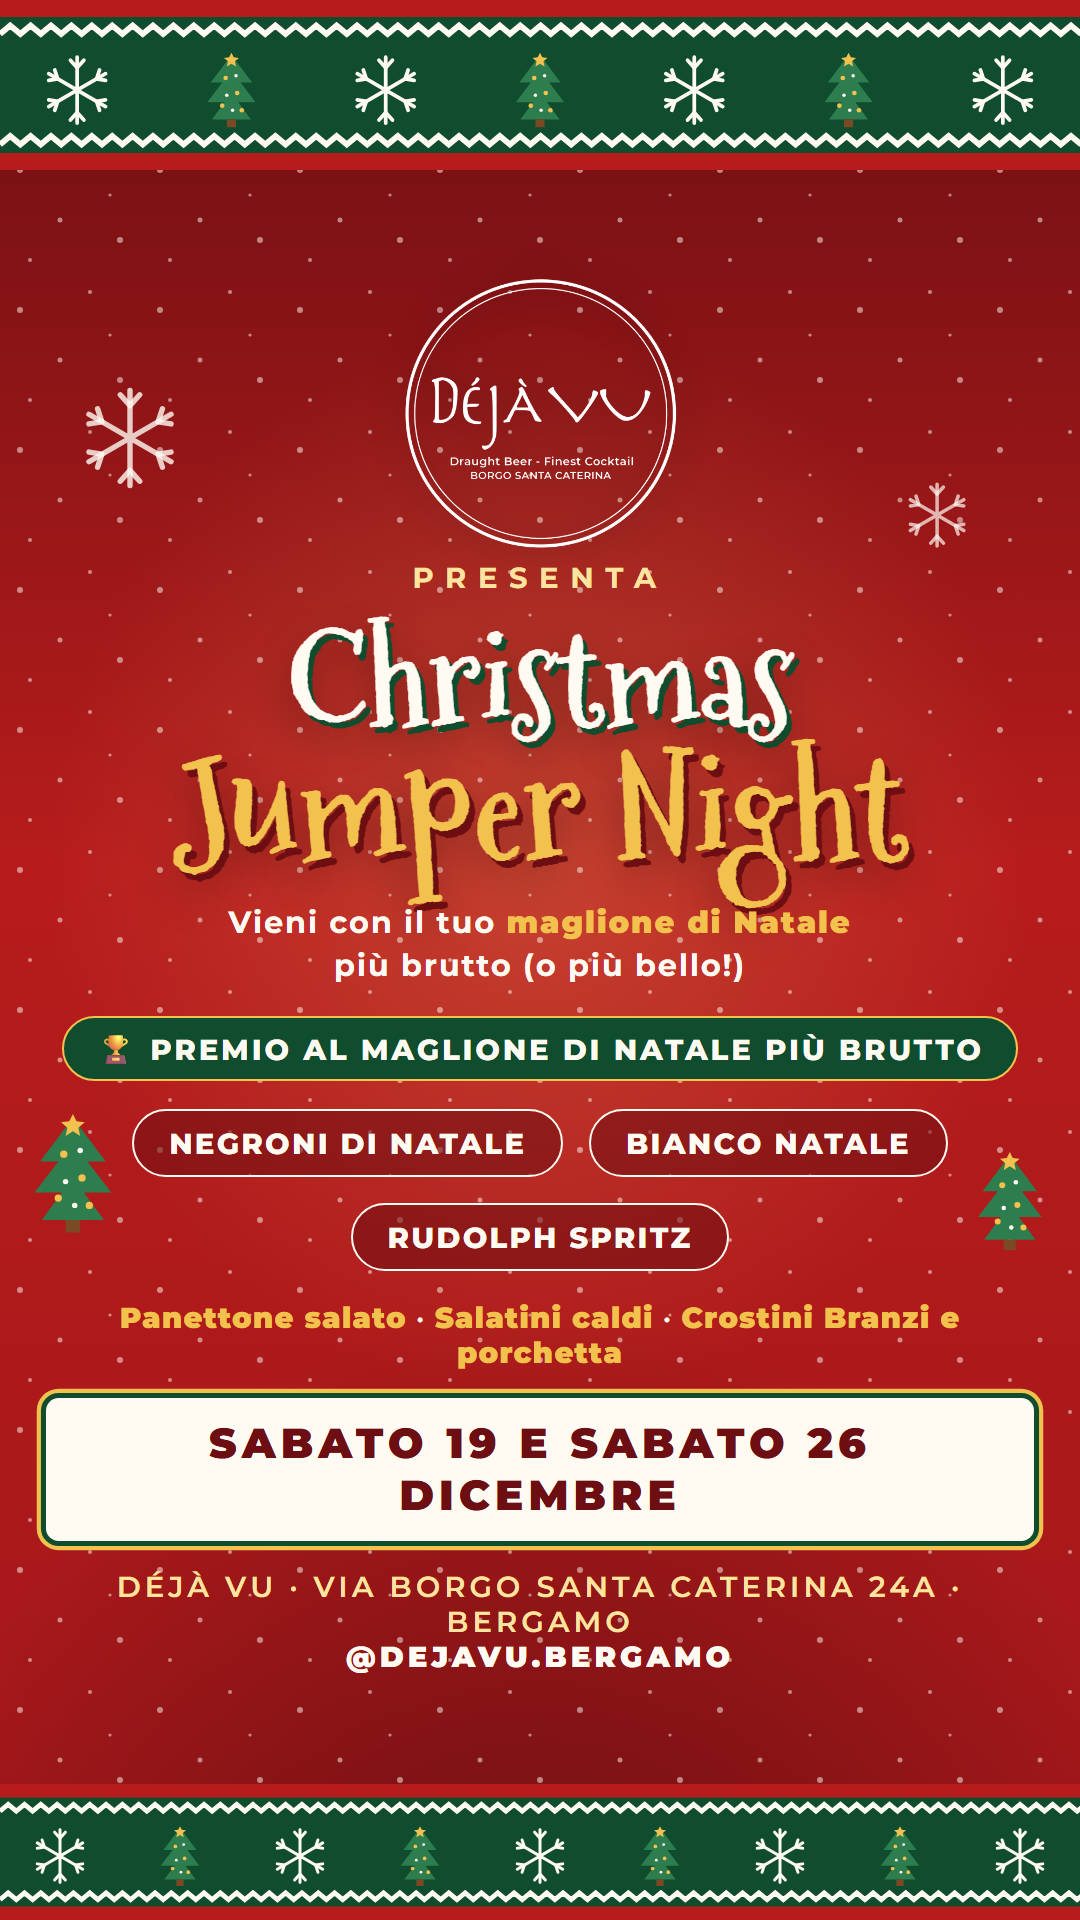 DÉJÀ VU
Draught Beer - Finest Cocktail
BORGO SANTA CATERINA
PRESENTA
Christmas
Jumper Night
Vieni con il tuo maglione di Natale
più brutto (o più bello!)
🏆 PREMIO AL MAGLIONE DI NATALE PIÙ BRUTTO
NEGRONI DI NATALE
BIANCO NATALE
RUDOLPH SPRITZ
Panettone salato · Salatini caldi · Crostini Branzi e
porchetta
SABATO 19 E SABATO 26
DICEMBRE
DÉJÀ VU · VIA BORGO SANTA CATERINA 24A ·
BERGAMO
@DEJAVU.BERGAMO